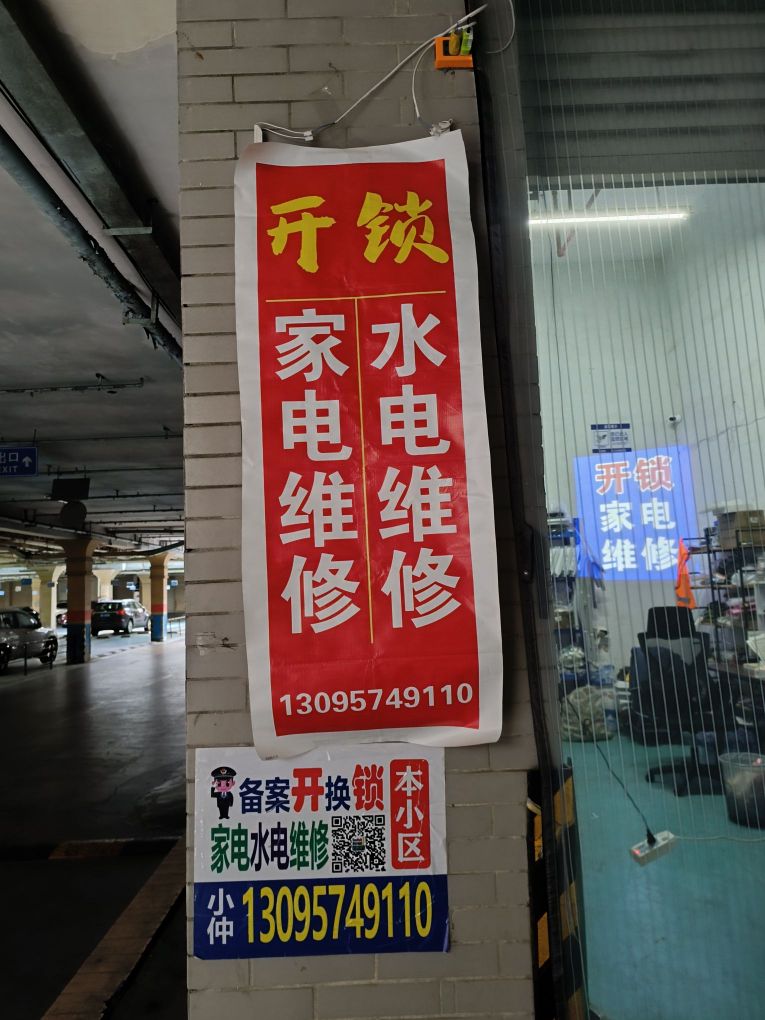 开锁
水电维修
家电维修
13095749110
备案开换锁
家电水电维修
本小区
小仲
13095749110
开锁
家电
维修
出口
EXIT